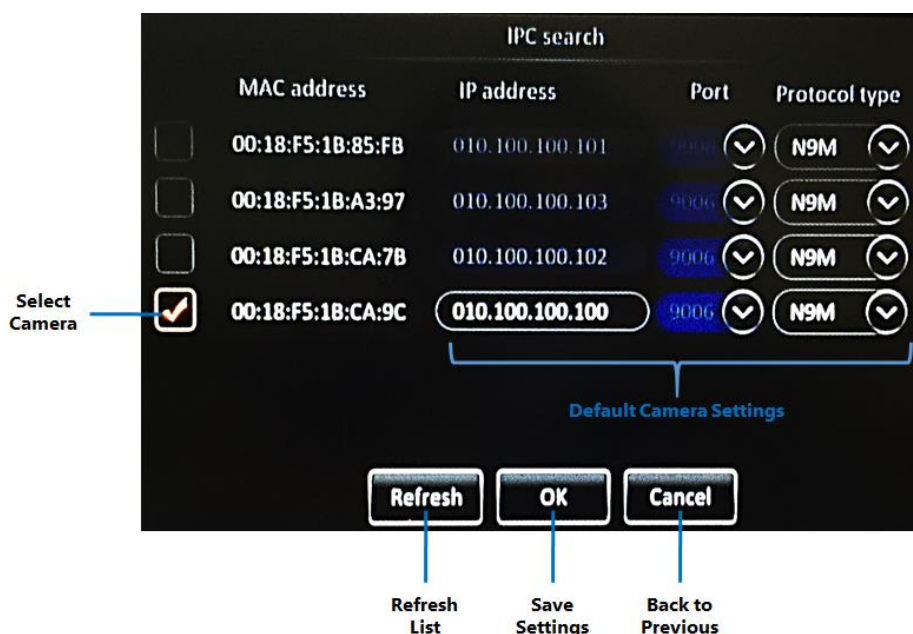 IPC search
MAC address IP address Port Protocol type
00:18:F5:1B:85:FB 010.100.100.101 9006 N9M
00:18:F5:1B:A3:97 010.100.100.103 9006 N9M
00:18:F5:1B:CA:7B 010.100.100.102 9006 N9M
Select
Camera
00:18:F5:1B:CA:9C 010.100.100.100 9006 N9M
Default Camera Settings
Refresh OK Cancel
Refresh
List
Save
Settings
Back to
Previous